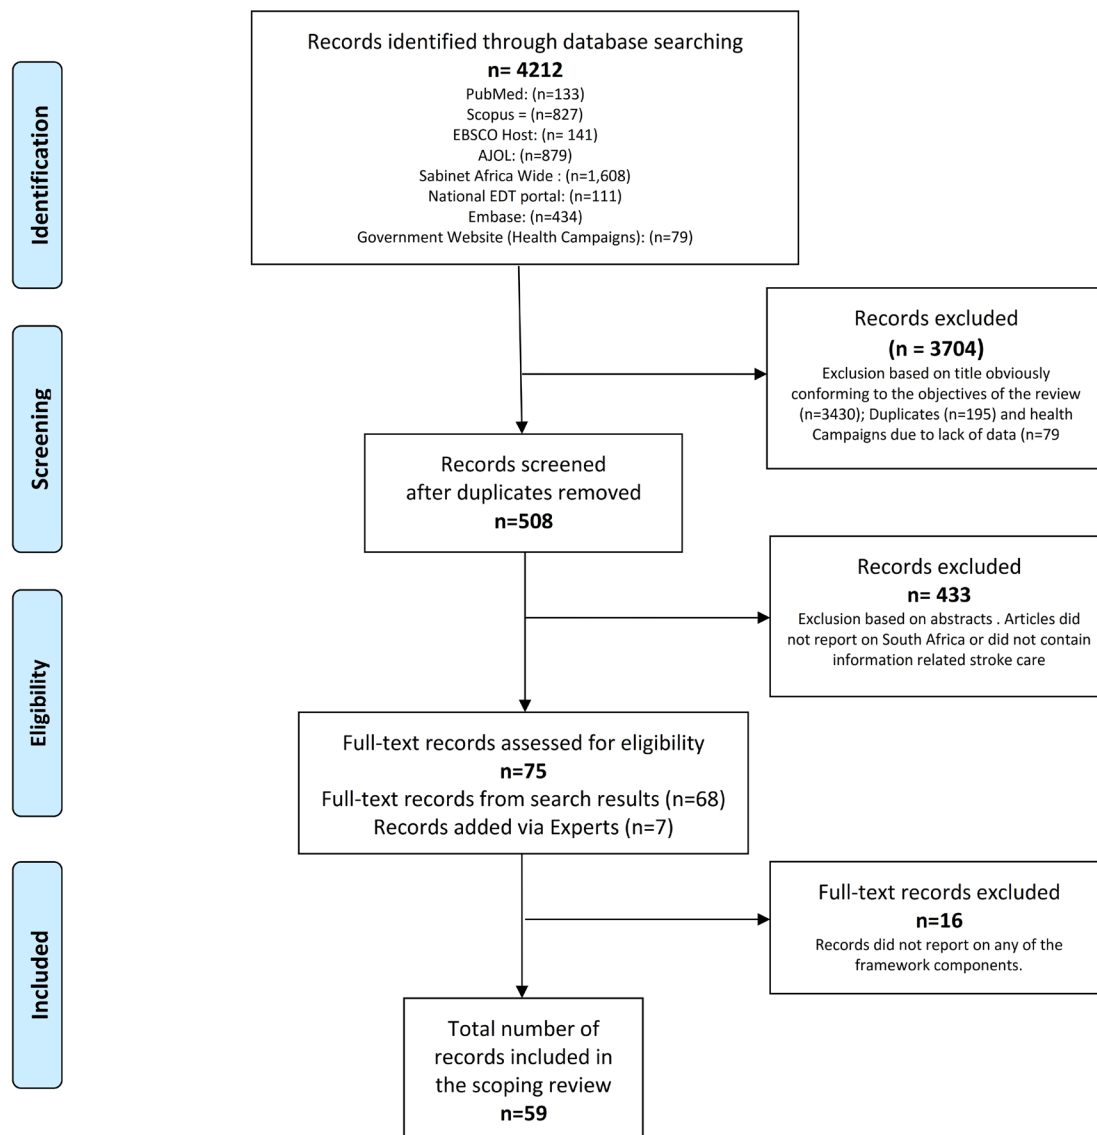 Identification
Records identified through database searching
n= 4212
PubMed: (n=133)
Scopus = (n=827)
EBSCO Host: (n= 141)
AJOL: (n=879)
Sabinet Africa Wide : (n=1,608)
National EDT portal: (n=111)
Embase: (n=434)
Government Website (Health Campaigns): (n=79)
Records excluded
(n = 3704)
Exclusion based on title obviously
conforming to the objectives of the review
(n=3430); Duplicates (n=195) and health
Campaigns due to lack of data (n=79
Screening
Records screened
after duplicates removed
n=508
Records excluded
n= 433
Exclusion based on abstracts . Articles did
not report on South Africa or did not contain
information related stroke care
Eligibility
Full-text records assessed for eligibility
n=75
Full-text records from search results (n=68)
Records added via Experts (n=7)
Full-text records excluded
n=16
Records did not report on any of the
framework components.
Included
Total number of
records included in
the scoping review
n=59